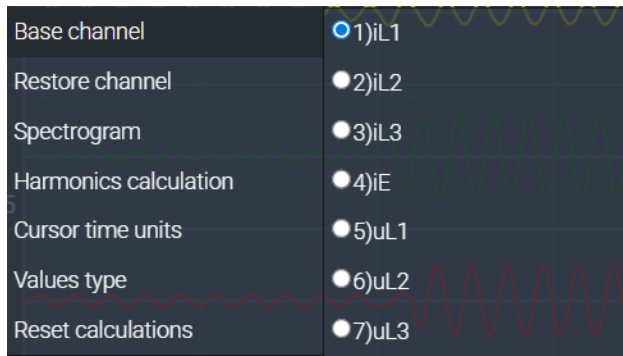 Base channel
Restore channel
Spectrogram
Harmonics calculation
Cursor time units
Values type
Reset calculations
1)iL1
2)iL2
3)iL3
4)iE
5)uL1
6)uL2
7)uL3